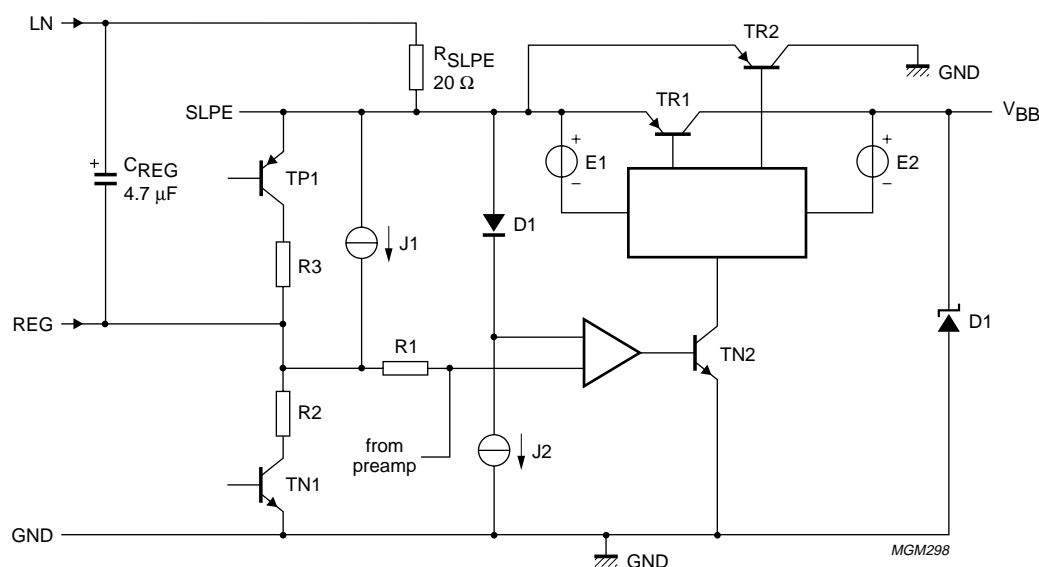 LN
TR2
R_SLPE
20 Ω
GND
SLPE
TR1
V_BB
+
E1
−
+
E2
−
+
C_REG
4.7 μF
TP1
J1
D1
R3
REG
R1
TN2
D1
R2
from
preamp
J2
TN1
GND
GND
MGM298